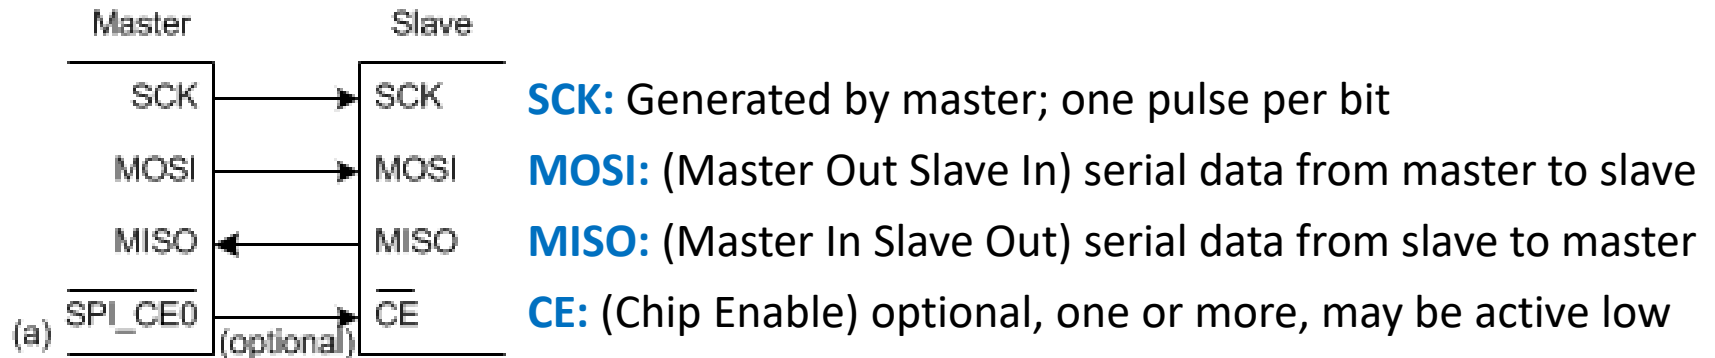 Master Slave
SCK SCK SCK: Generated by master; one pulse per bit
MOSI MOSI MOSI: (Master Out Slave In) serial data from master to slave
MISO MISO MISO: (Master In Slave Out) serial data from slave to master
(a) SPI_CE0 (optional) CE CE: (Chip Enable) optional, one or more, may be active low